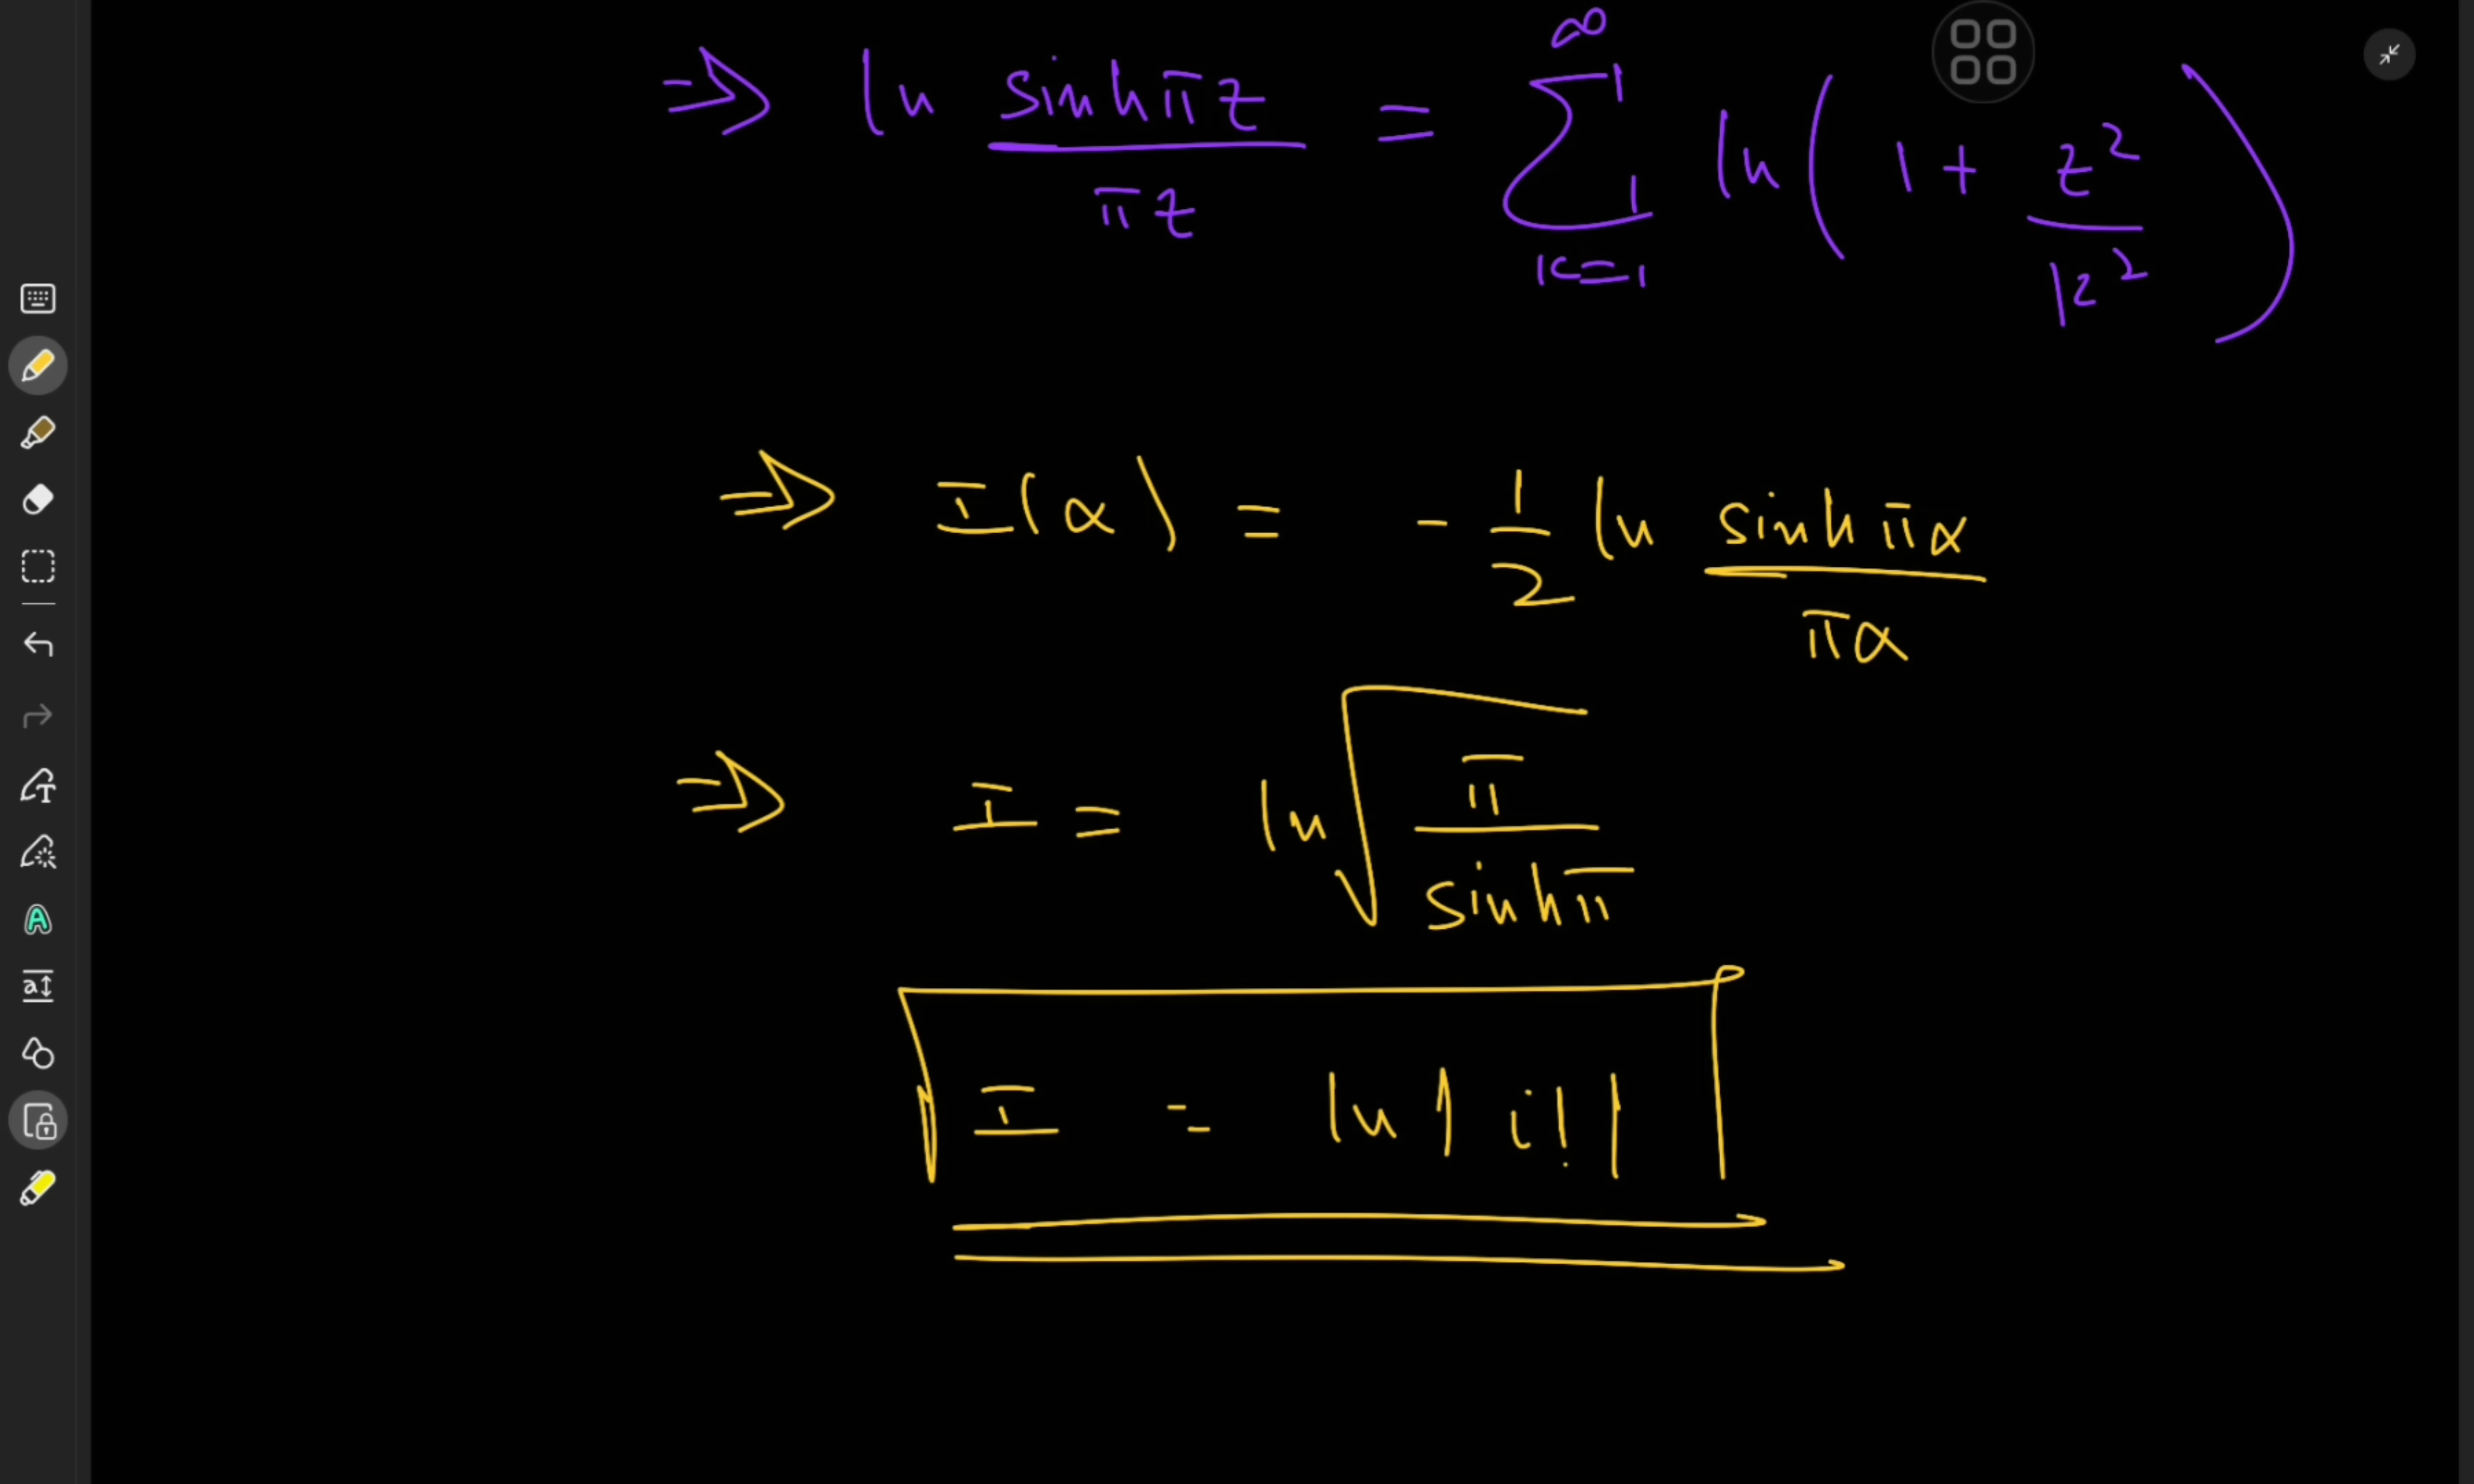 ⇒ ln sinh πz / πz = ∞ Σ k=1 ln( 1 + z² / k² )
⇒ I(α) = - 1/2 ln sinh πα / πα
⇒ I = ln √ π / sinh π
I = ln | i! |